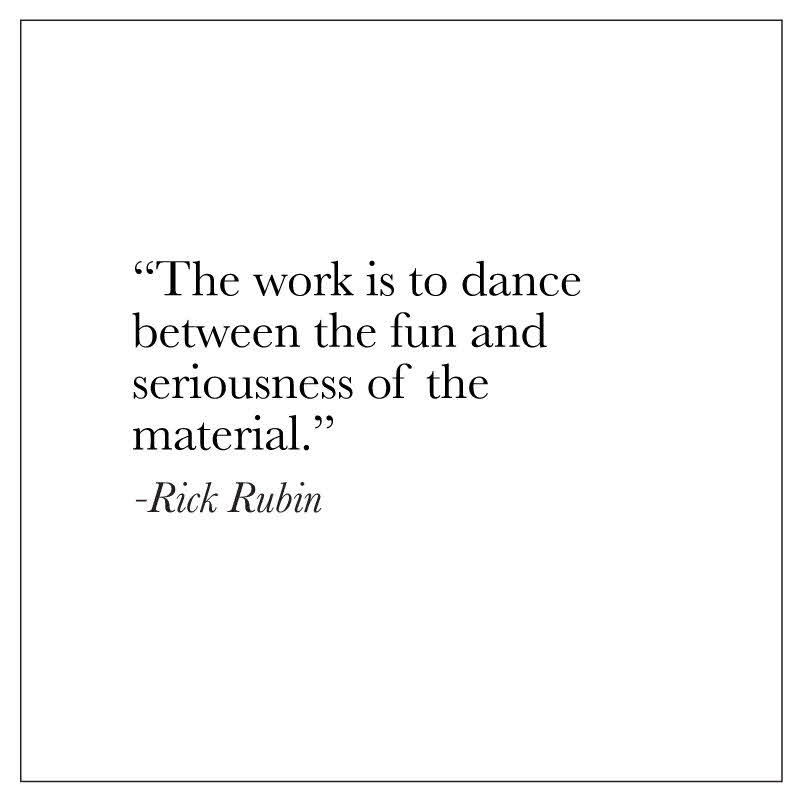 “The work is to dance
between the fun and
seriousness of the
material.”
-Rick Rubin